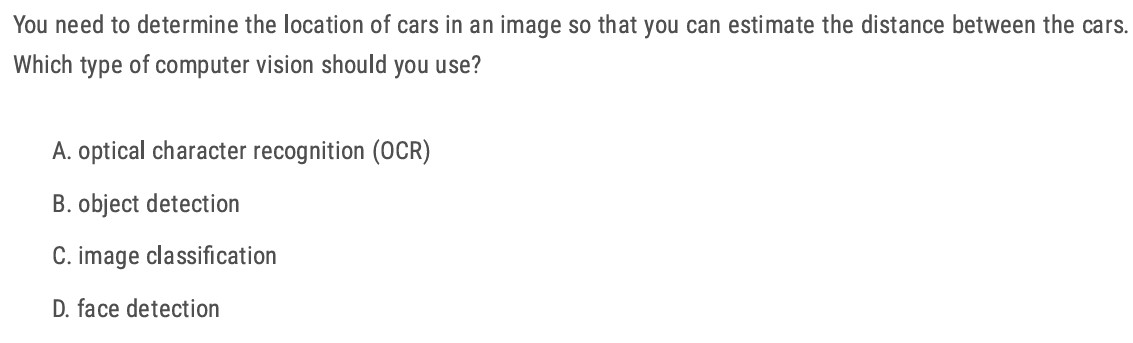 You need to determine the location of cars in an image so that you can estimate the distance between the cars.
Which type of computer vision should you use?
A. optical character recognition (OCR)
B. object detection
C. image classification
D. face detection